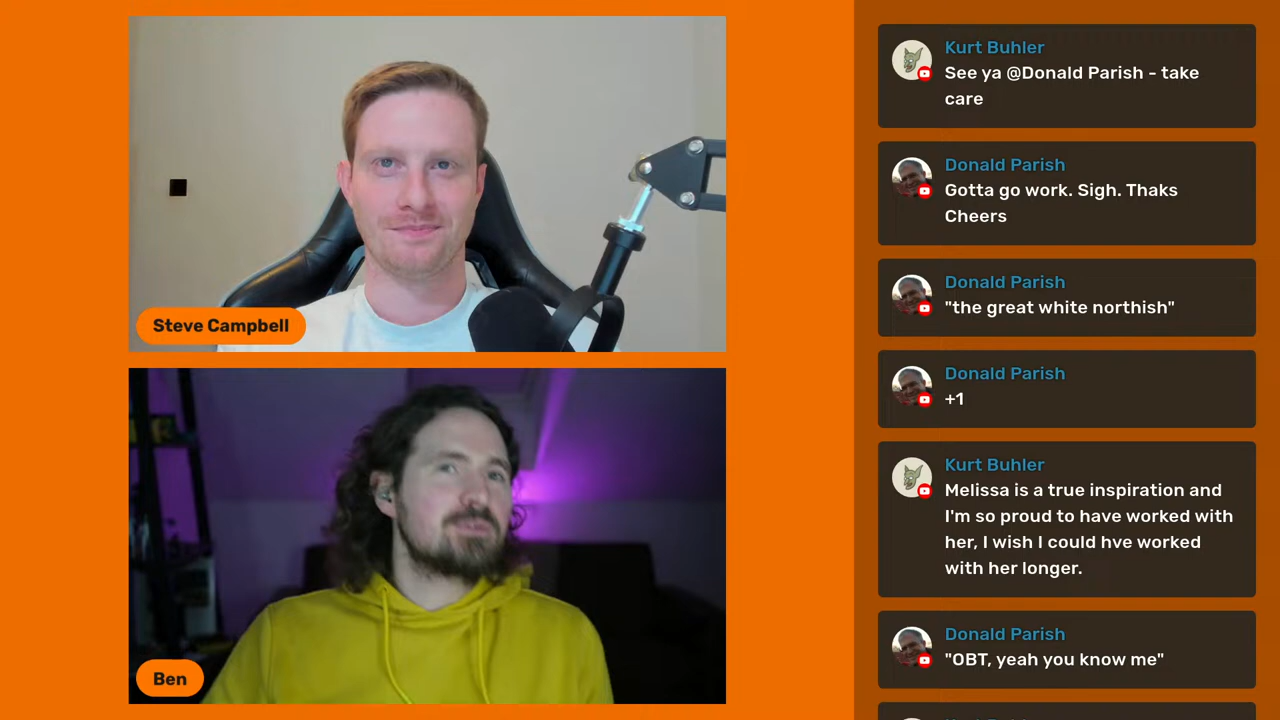 Steve Campbell
Ben
Kurt Buhler
See ya @Donald Parish - take
care
Donald Parish
Gotta go work. Sigh. Thaks
Cheers
Donald Parish
"the great white northish"
Donald Parish
+1
Kurt Buhler
Melissa is a true inspiration and
I'm so proud to have worked with
her, I wish I could hve worked
with her longer.
Donald Parish
"OBT, yeah you know me"